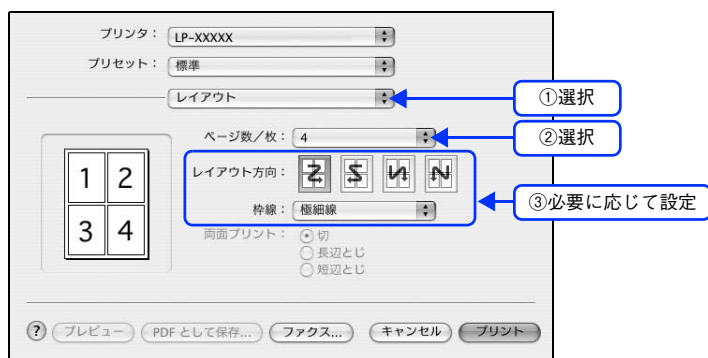 プリンタ： LP-XXXXX
プリセット： 標準
レイアウト
①選択
ページ数／枚： 4
②選択
1 2
3 4
レイアウト方向：
③必要に応じて設定
枠線： 極細線
両面プリント： 切
長辺とじ
短辺とじ
? プレビュー PDF として保存... ファクス... キャンセル プリント